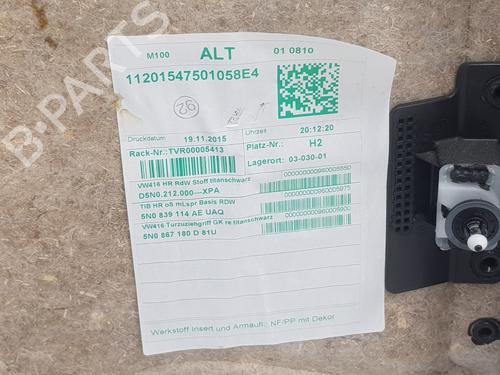 M100 ALT 01 0810
11201547501058E4
92
Druckdatum 19.11.2015 Uhrzeit 20:12:20
Rack-Nr.: TVR00005413 Platz-Nr.: H2
Lagerort: 03-030-01
VW416 HR RdW Stoff titanschwarz
D5N0.212.000---XPA
TIB HR oS mLspr Basis RDW
5N0 839 114 AE UAQ
VW416 Turzuziehgriff GK re titanschwarz
5N0 867 180 D 81U
Werkstoff Insert und Armaufl.: NF/PP mit Dekor
B-PARTS